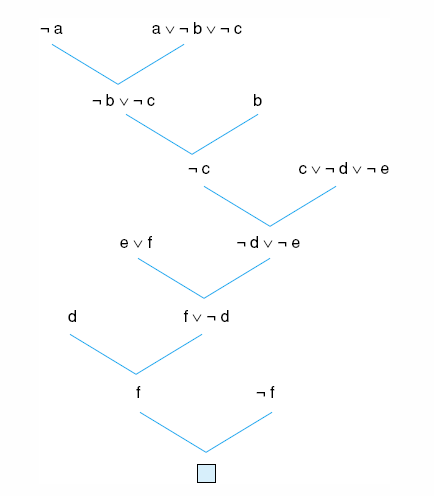 ¬ a    a ∨ ¬ b ∨ ¬ c
¬ b ∨ ¬ c    b
¬ c    c ∨ ¬ d ∨ ¬ e
e ∨ f    ¬ d ∨ ¬ e
d    f ∨ ¬ d
f    ¬ f